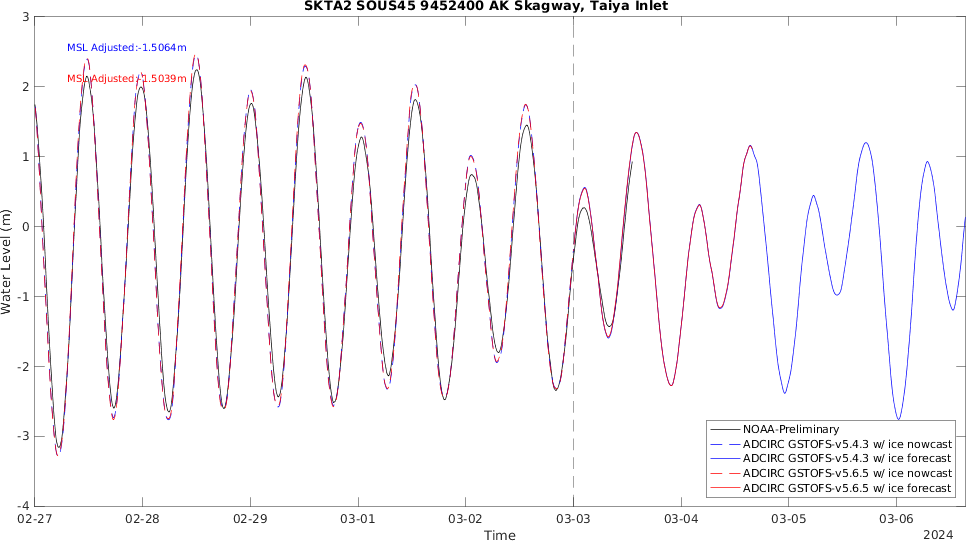 SKTA2 SOUS45 9452400 AK Skagway, Taiya Inlet
MSL Adjusted:-1.5064m
MSL Adjusted:-1.5039m
Water Level (m)
3
2
1
0
-1
-2
-3
-4
02-27 02-28 02-29 03-01 03-02 03-03 03-04 03-05 03-06
Time
2024
NOAA-Preliminary
ADCIRC GSTOFS-v5.4.3 w/ ice nowcast
ADCIRC GSTOFS-v5.4.3 w/ ice forecast
ADCIRC GSTOFS-v5.6.5 w/ ice nowcast
ADCIRC GSTOFS-v5.6.5 w/ ice forecast